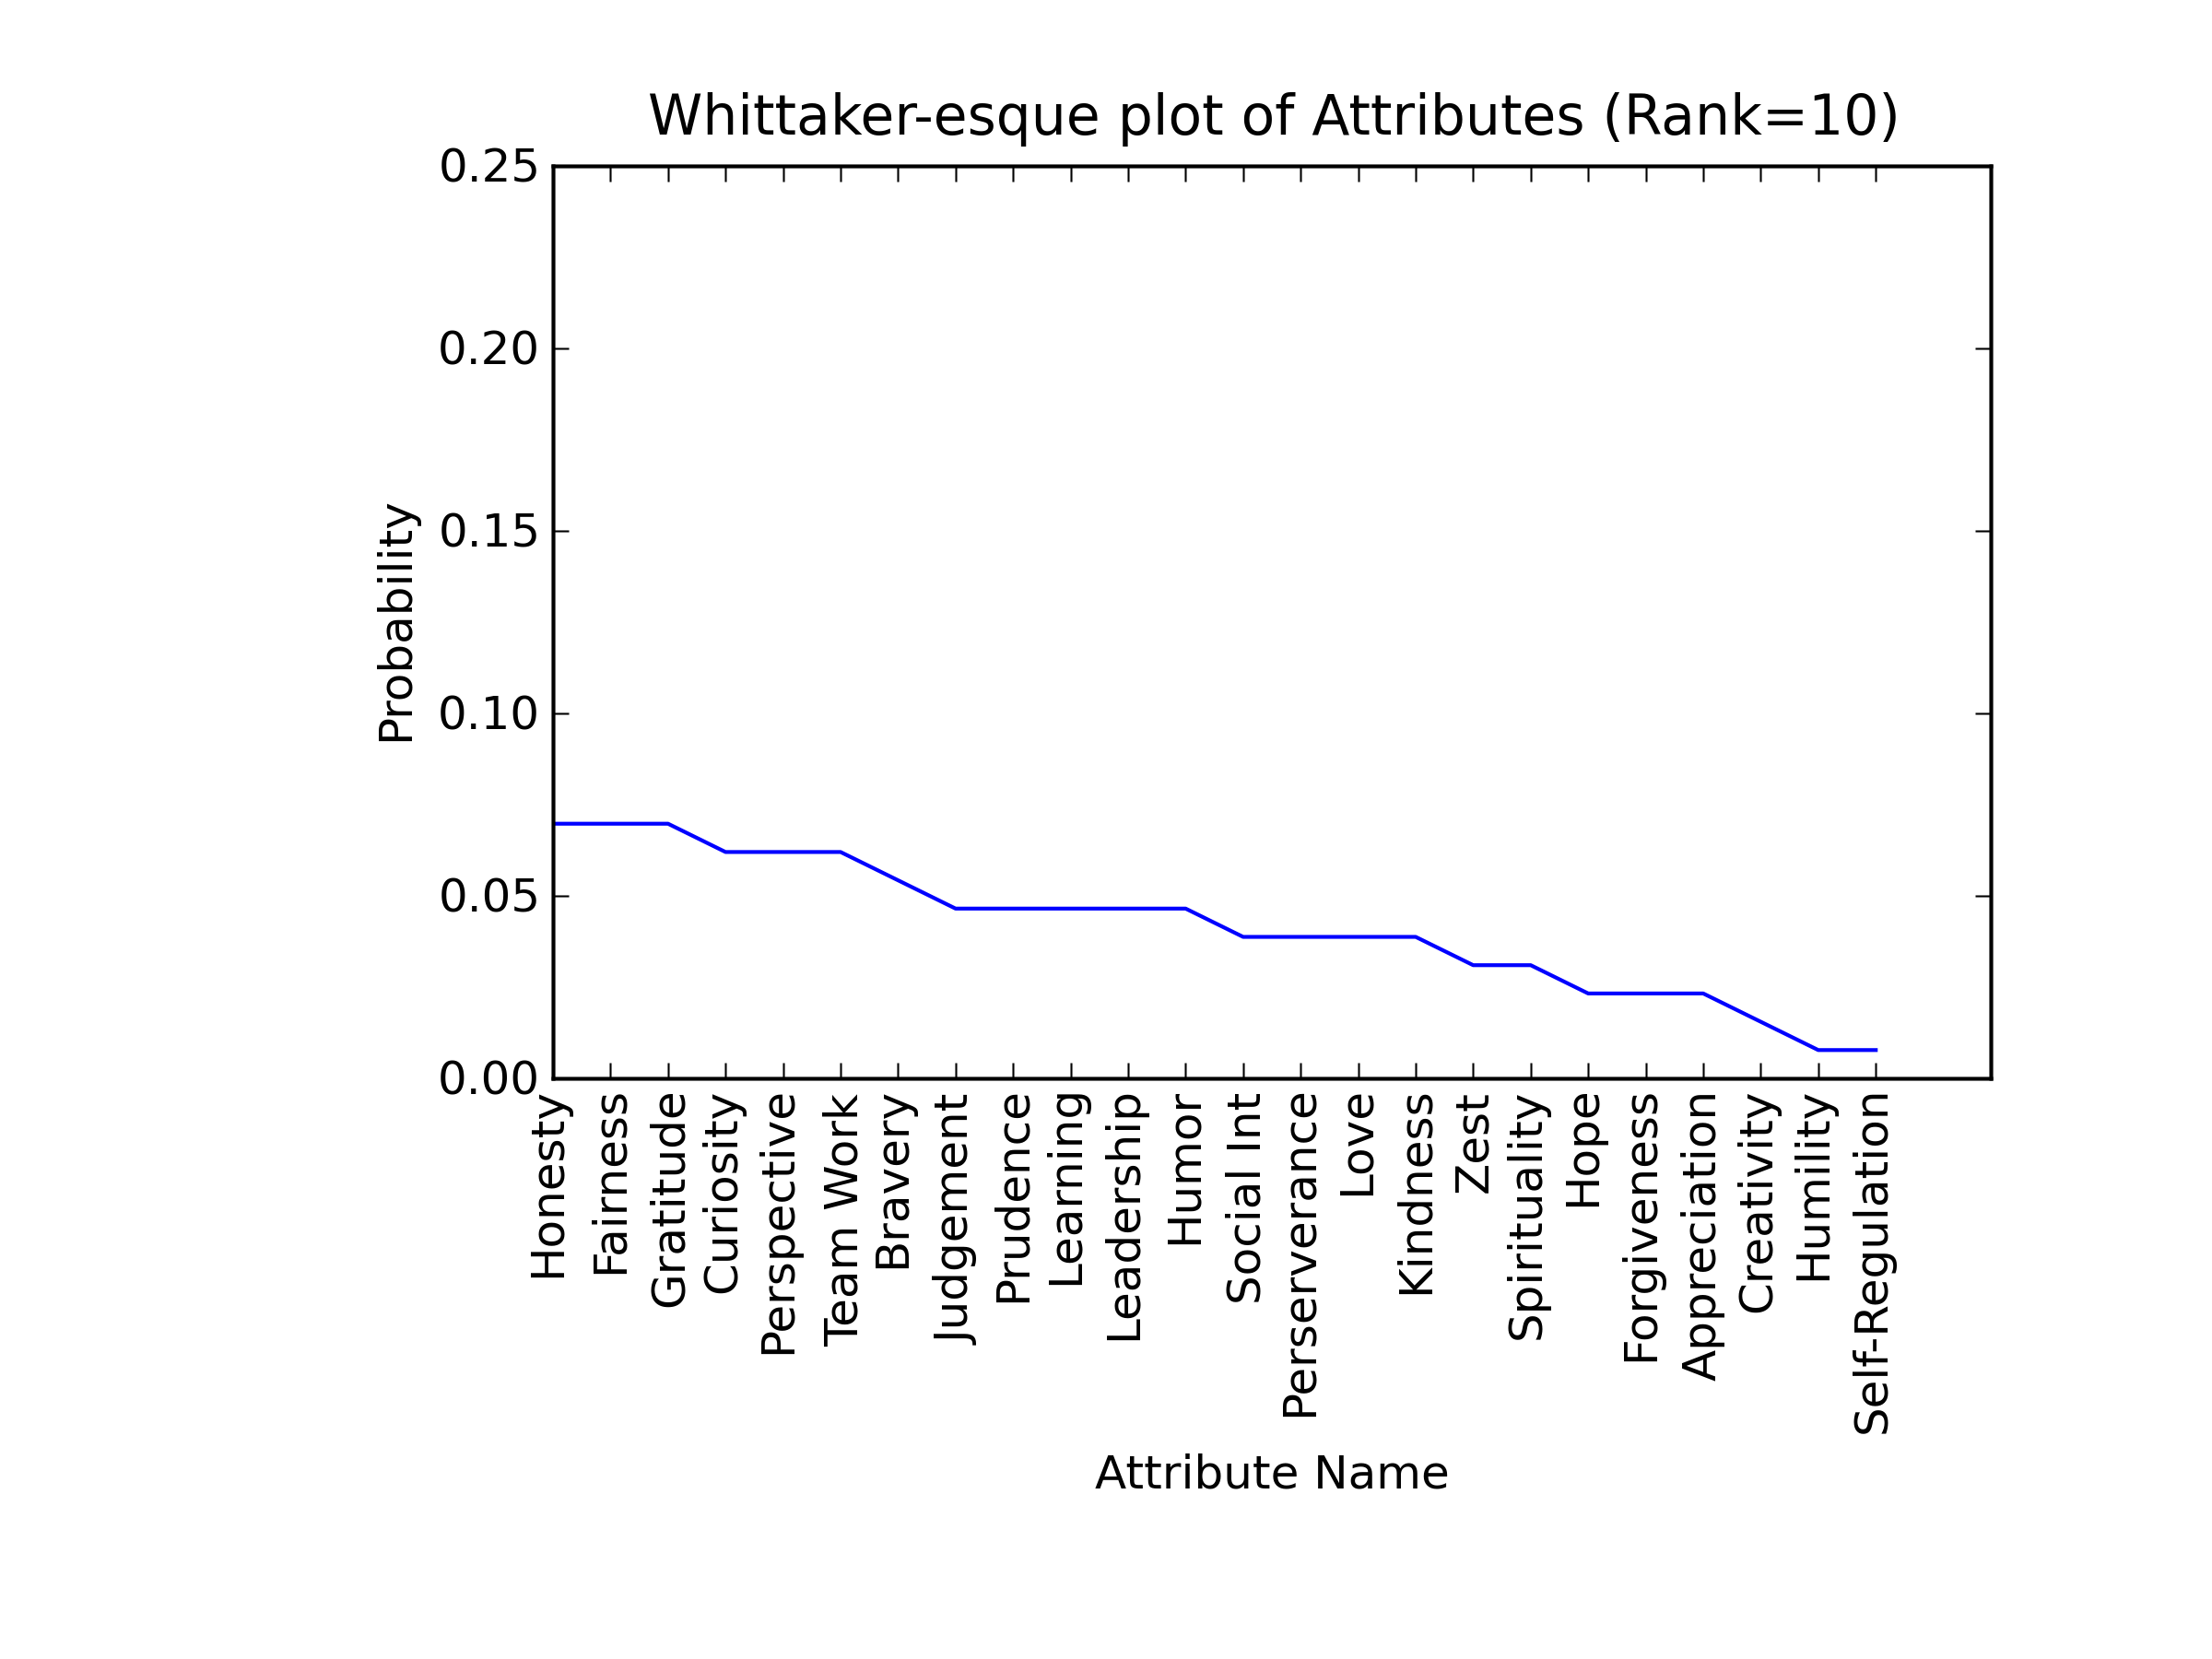 Whittaker-esque plot of Attributes (Rank=10)
0.25
0.20
0.15
0.10
0.05
0.00
Probability
Honesty
Fairness
Gratitude
Curiosity
Perspective
Team Work
Bravery
Judgement
Prudence
Learning
Leadership
Humor
Social Int
Perserverance
Love
Kindness
Zest
Spirituality
Hope
Forgiveness
Appreciation
Creativity
Humility
Self-Regulation
Attribute Name